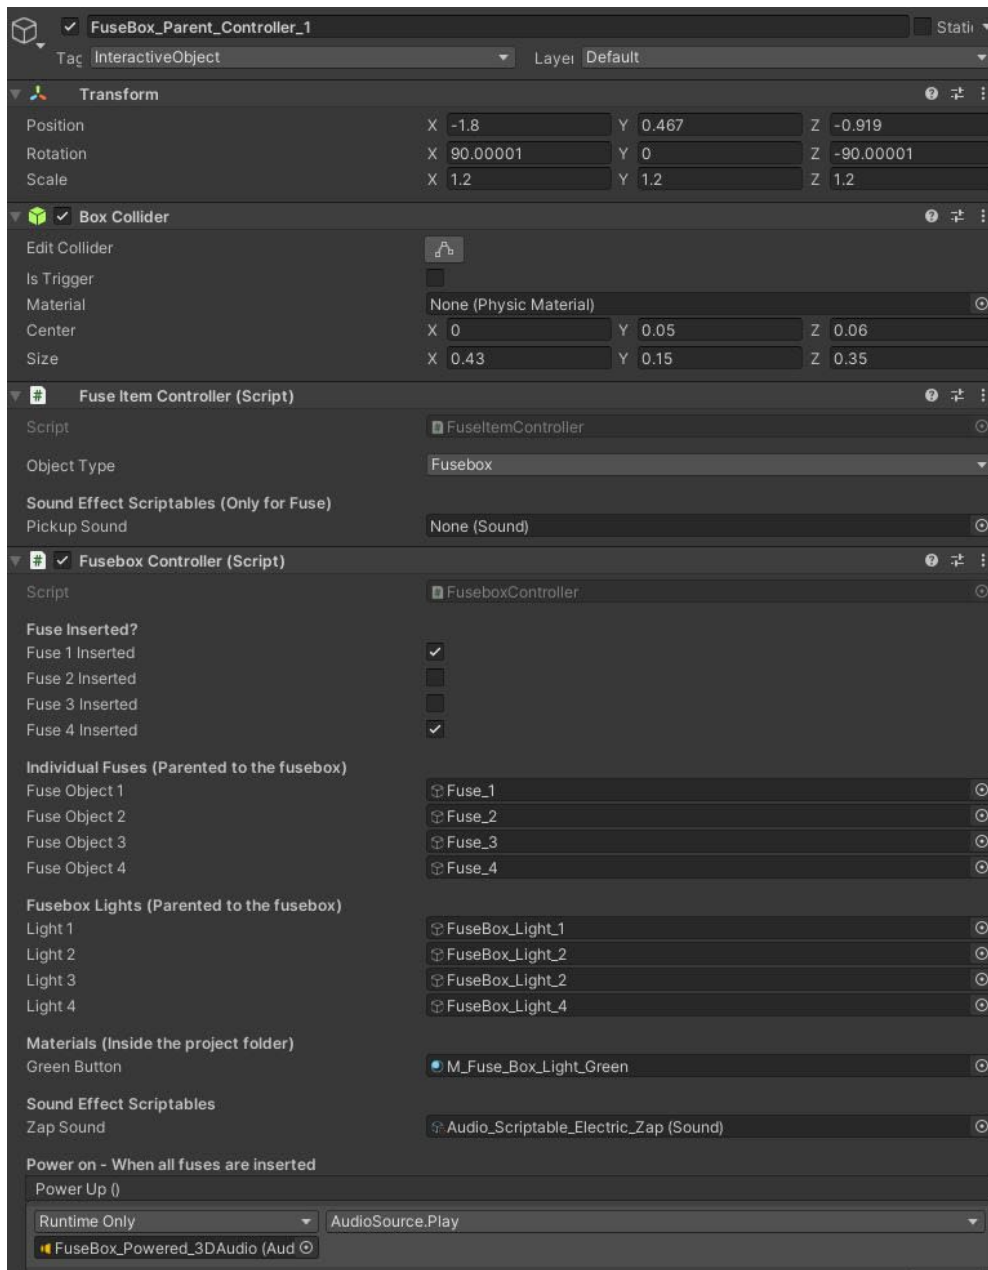 FuseBox_Parent_Controller_1 Stati
Tag InteractiveObject Layer Default
Transform
Position X -1.8 Y 0.467 Z -0.919
Rotation X 90.00001 Y 0 Z -90.00001
Scale X 1.2 Y 1.2 Z 1.2
Box Collider
Edit Collider
Is Trigger
Material None (Physic Material)
Center X 0 Y 0.05 Z 0.06
Size X 0.43 Y 0.15 Z 0.35
# Fuse Item Controller (Script)
Script # FuseItemController
Object Type Fusebox
Sound Effect Scriptables (Only for Fuse)
Pickup Sound None (Sound)
# Fusebox Controller (Script)
Script # FuseboxController
Fuse Inserted?
Fuse 1 Inserted
Fuse 2 Inserted
Fuse 3 Inserted
Fuse 4 Inserted
Individual Fuses (Parented to the fusebox)
Fuse Object 1 Fuse_1
Fuse Object 2 Fuse_2
Fuse Object 3 Fuse_3
Fuse Object 4 Fuse_4
Fusebox Lights (Parented to the fusebox)
Light 1 FuseBox_Light_1
Light 2 FuseBox_Light_2
Light 3 FuseBox_Light_2
Light 4 FuseBox_Light_4
Materials (Inside the project folder)
Green Button M_Fuse_Box_Light_Green
Sound Effect Scriptables
Zap Sound Audio_Scriptable_Electric_Zap (Sound)
Power on - When all fuses are inserted
Power Up ()
Runtime Only AudioSource.Play
FuseBox_Powered_3DAudio (Aud